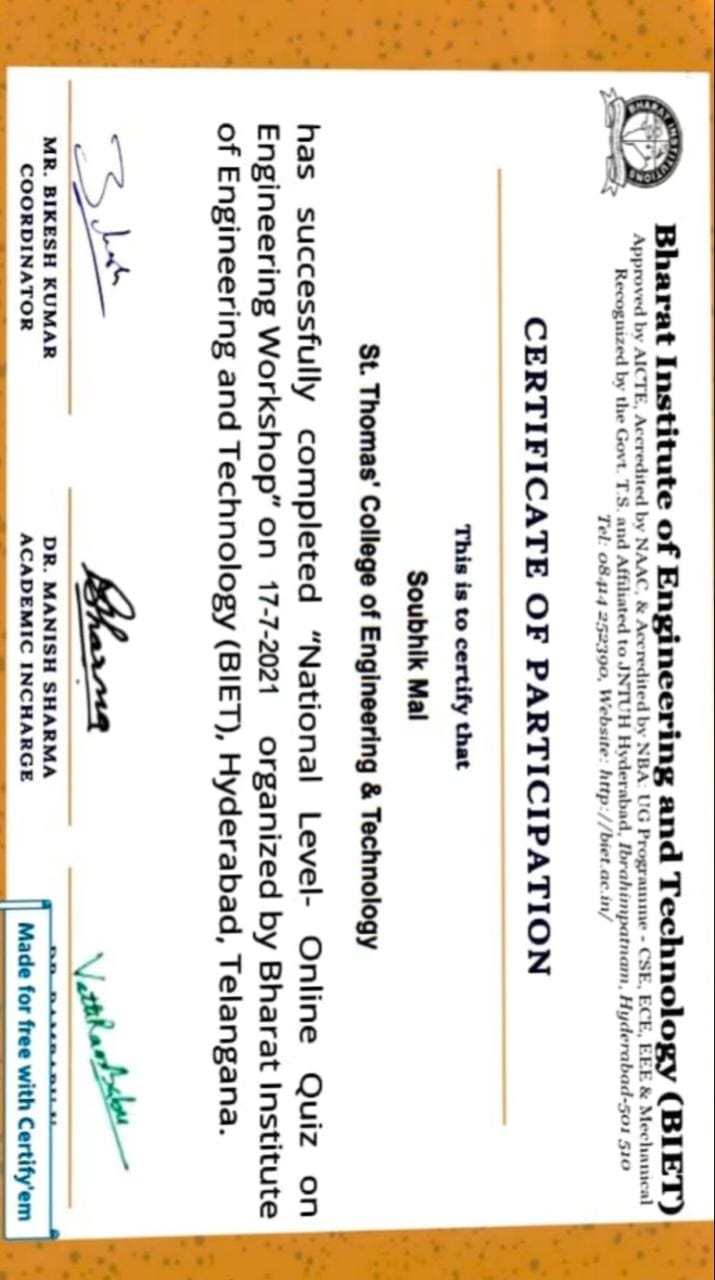 BHARAT INSTITUTIONS
Bharat Institute of Engineering and Technology (BIET)
Approved by AICTE, Accredited by NAAC, & Accredited by NBA: UG Programme - CSE, ECE, EEE & Mechanical
Recognized by the Govt. T.S. and Affiliated to JNTUH Hyderabad, Ibrahimpatnam, Hyderabad-501 510
Tel: 08414 252390, Website: http://biet.ac.in/
CERTIFICATE OF PARTICIPATION
This is to certify that
Soubhik Mal
St. Thomas' College of Engineering & Technology
has successfully completed “National Level- Online Quiz on
Engineering Workshop” on 17-7-2021 organized by Bharat Institute
of Engineering and Technology (BIET), Hyderabad, Telangana.
MR. BIKESH KUMAR
COORDINATOR
DR. MANISH SHARMA
ACADEMIC INCHARGE
Made for free with Certify'em